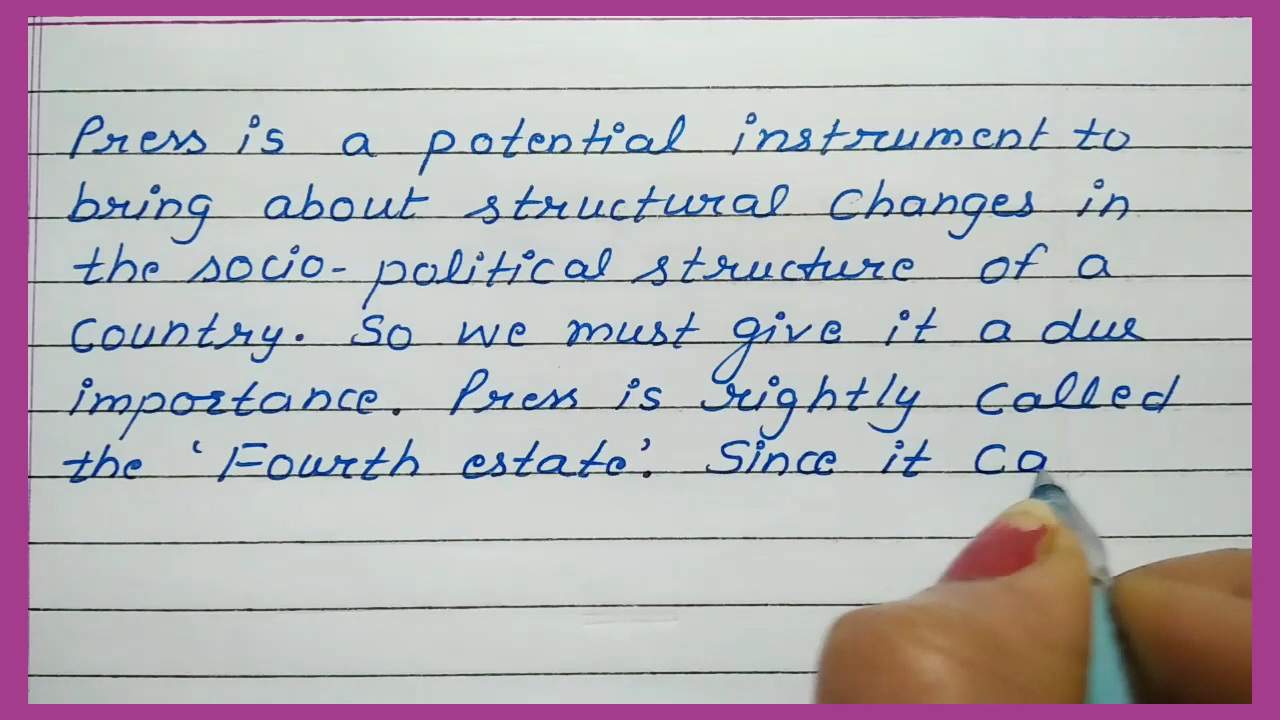 Press is a potential instrument to
bring about structural changes in
the socio-political structure of a
country. So we must give it a due
importance. Press is rightly called
the 'Fourth estate'. Since it ca